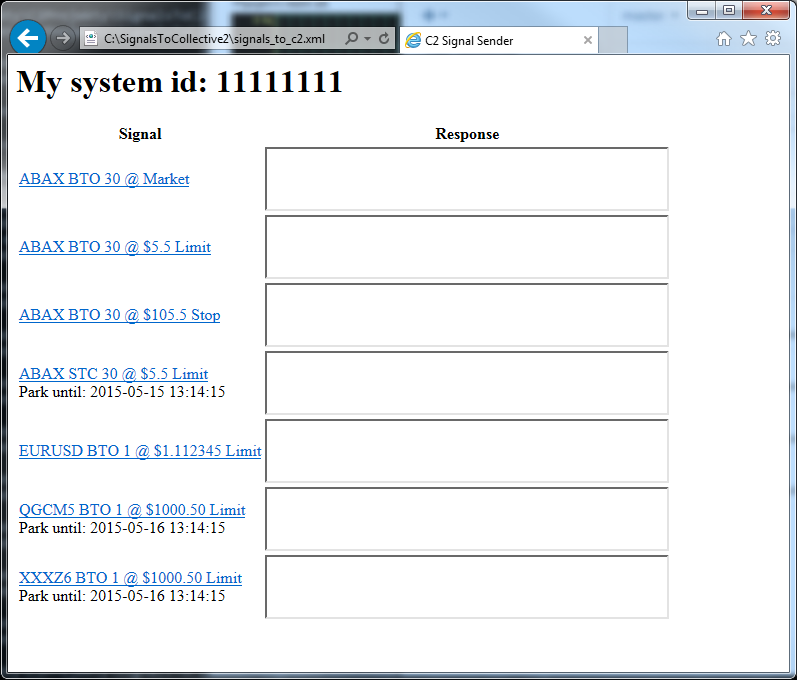 C:\SignalsToCollective2\signals_to_c2.xml
C2 Signal Sender
My system id: 11111111
Signal Response
ABAX BTO 30 @ Market
ABAX BTO 30 @ $5.5 Limit
ABAX BTO 30 @ $105.5 Stop
ABAX STC 30 @ $5.5 Limit
Park until: 2015-05-15 13:14:15
EURUSD BTO 1 @ $1.112345 Limit
QGCM5 BTO 1 @ $1000.50 Limit
Park until: 2015-05-16 13:14:15
XXXZ6 BTO 1 @ $1000.50 Limit
Park until: 2015-05-16 13:14:15